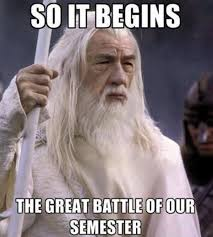 SO IT BEGINS
THE GREAT BATTLE OF OUR
SEMESTER